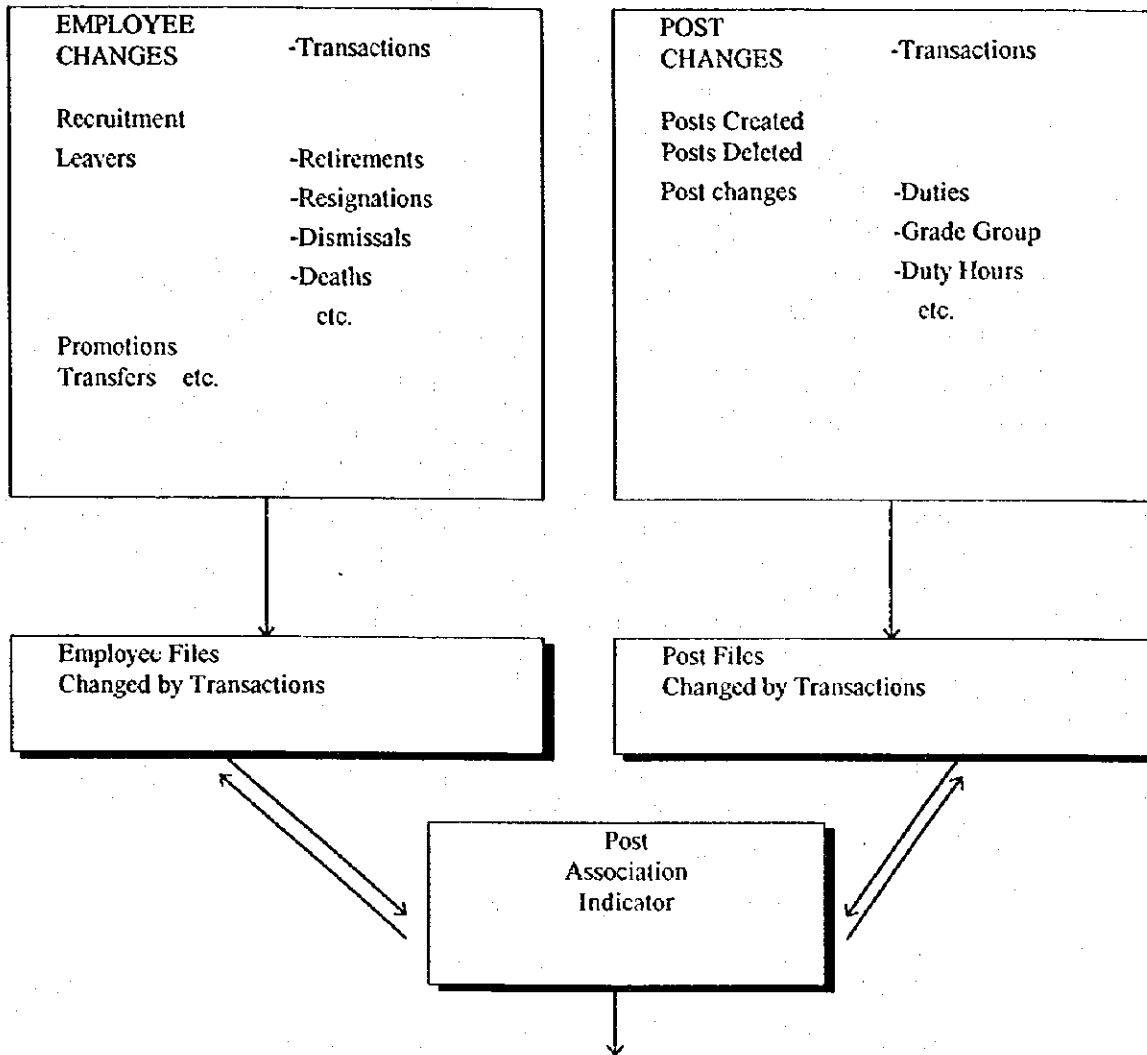 EMPLOYEE
CHANGES -Transactions
Recruitment
Leavers -Retirements
-Resignations
-Dismissals
-Deaths
etc.
Promotions
Transfers etc.
POST
CHANGES -Transactions
Posts Created
Posts Deleted
Post changes -Duties
-Grade Group
-Duty Hours
etc.
Employee Files
Changed by Transactions
Post Files
Changed by Transactions
Post
Association
Indicator